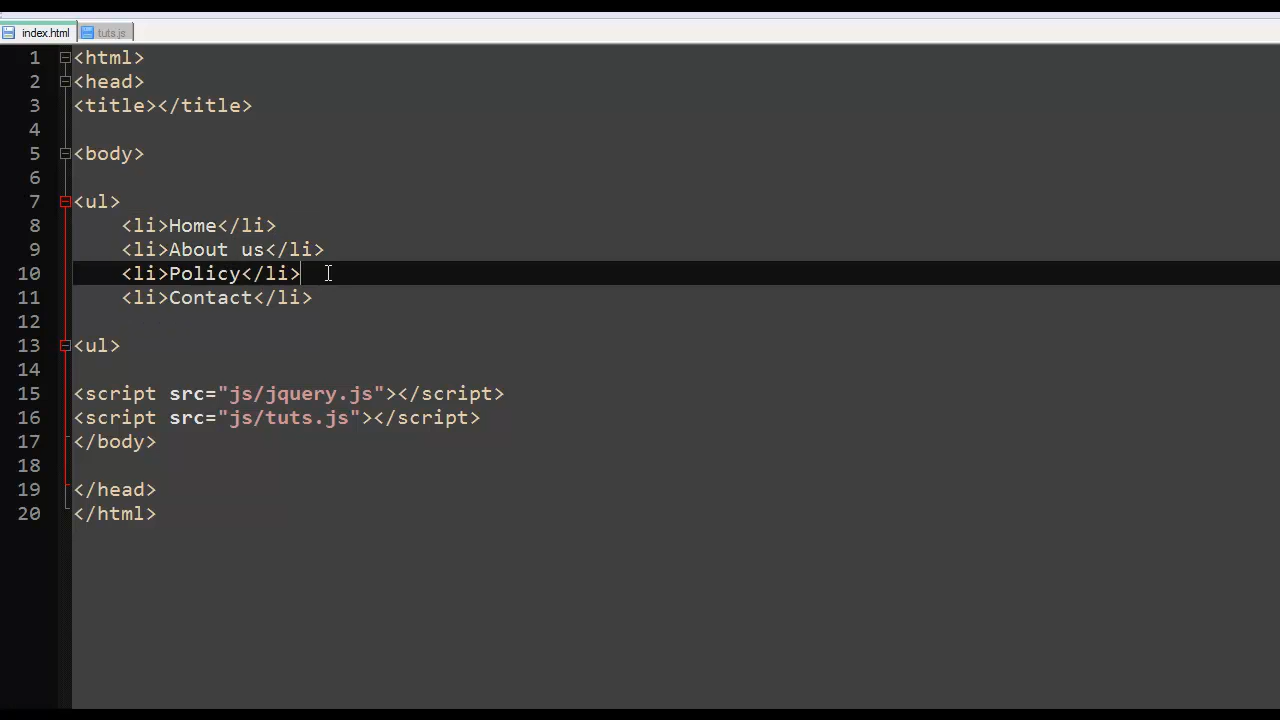 index.html tuts.js
1 <html>
2 <head>
3 <title></title>
4
5 <body>
6
7 <ul>
8     <li>Home</li>
9     <li>About us</li>
10     <li>Policy</li>
11     <li>Contact</li>
12
13 <ul>
14
15 <script src="js/jquery.js"></script>
16 <script src="js/tuts.js"></script>
17 </body>
18
19 </head>
20 </html>